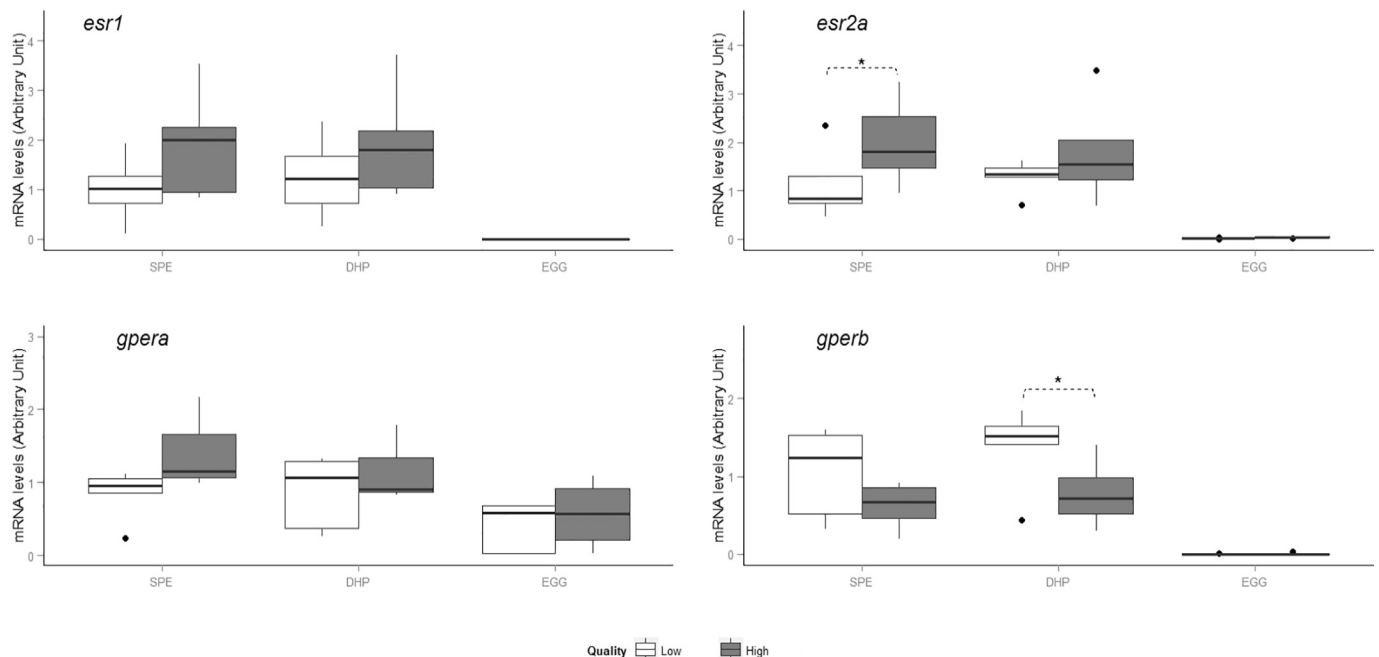 esr1
mRNA levels (Arbitrary Unit)
4
3
2
1
0
SPE DHP EGG
esr2a
*
mRNA levels (Arbitrary Unit)
4
3
2
1
0
SPE DHP EGG
gpera
mRNA levels (Arbitrary Unit)
3
2
1
0
SPE DHP EGG
gperb
*
mRNA levels (Arbitrary Unit)
2
1
0
SPE DHP EGG
Quality Low High